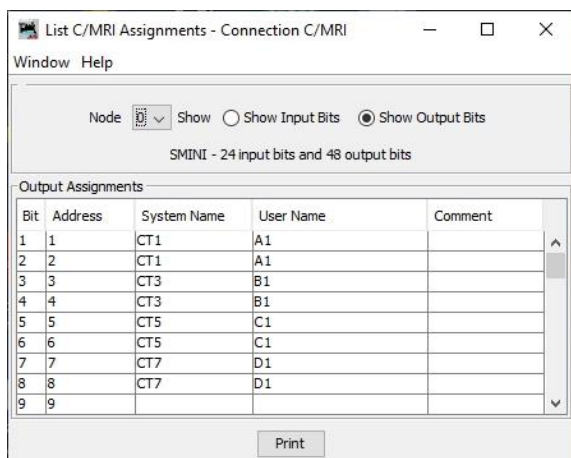 List C/MRI Assignments - Connection C/MRI
Window Help
Node 0 Show Show Input Bits Show Output Bits
SMINI - 24 input bits and 48 output bits
Output Assignments
Bit Address System Name User Name Comment
1 1 CT1 A1
2 2 CT1 A1
3 3 CT3 B1
4 4 CT3 B1
5 5 CT5 C1
6 6 CT5 C1
7 7 CT7 D1
8 8 CT7 D1
9 9
Print